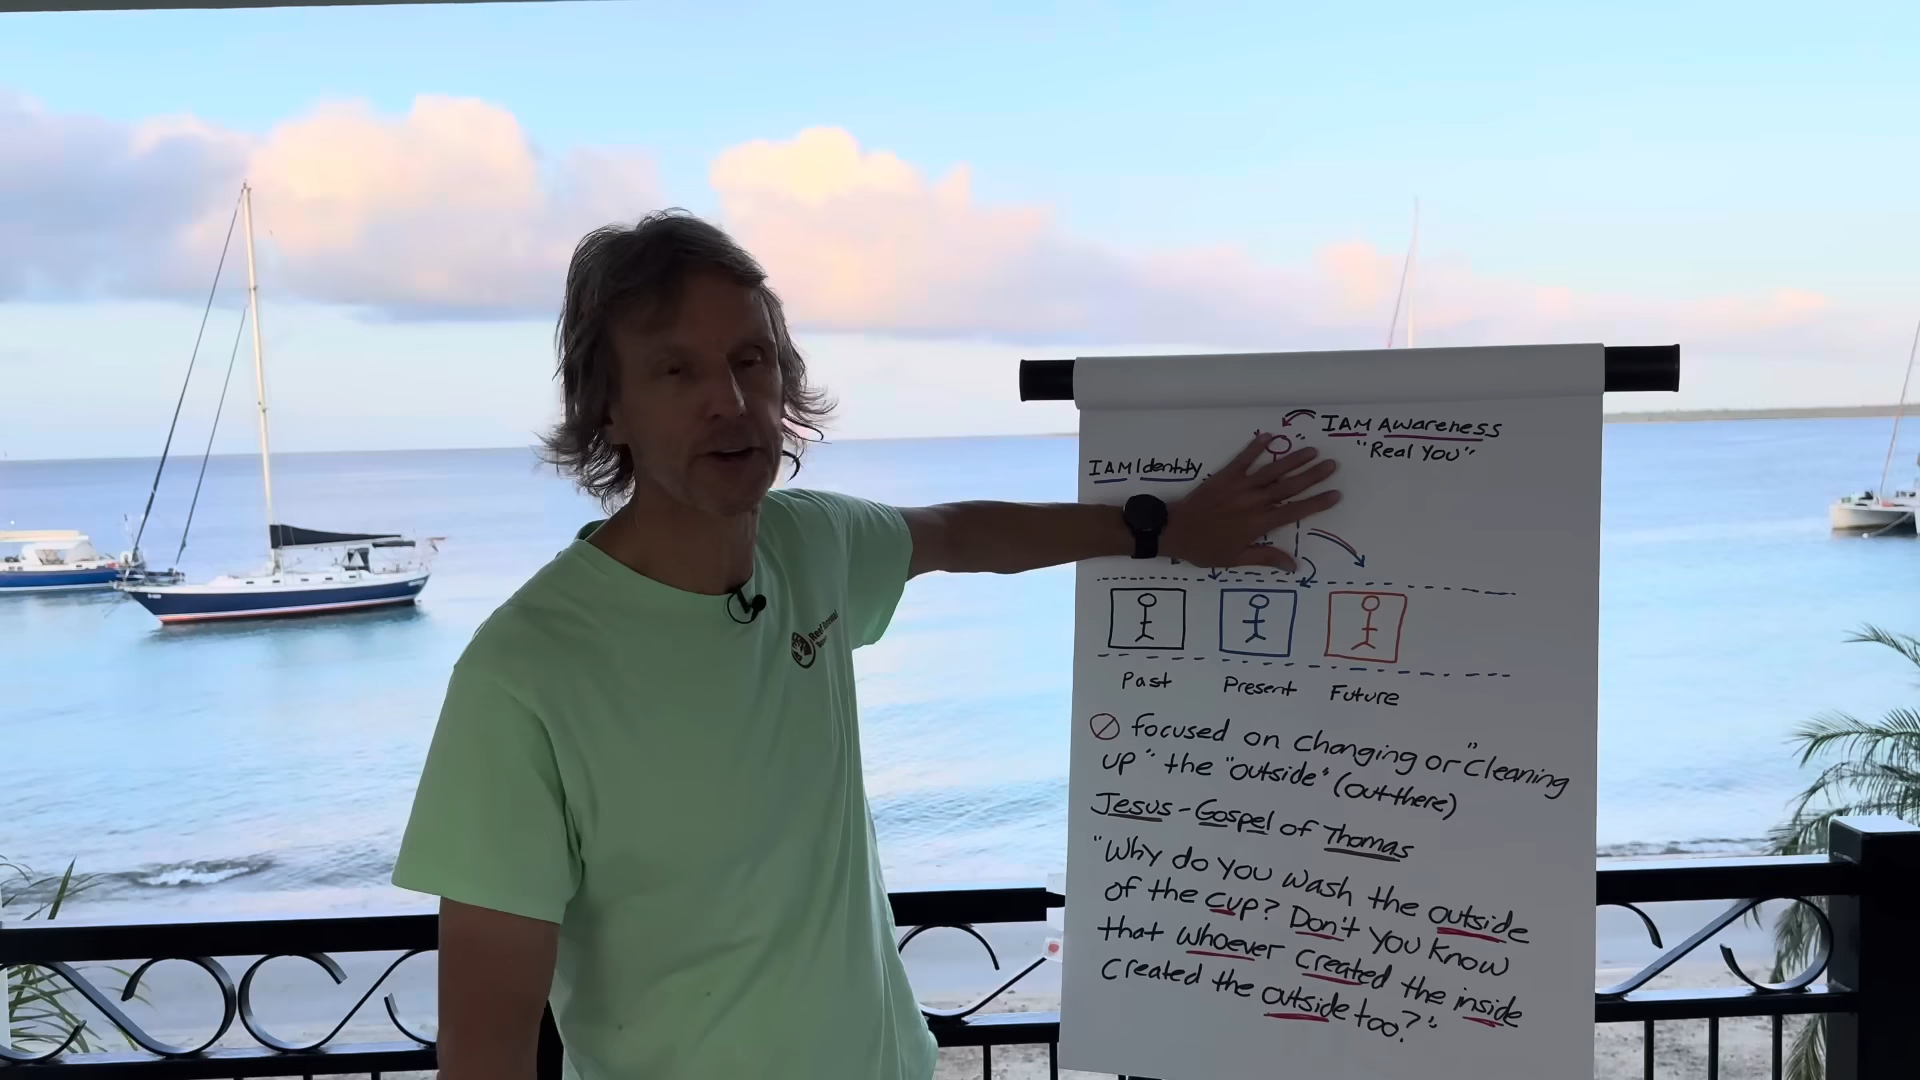 I AM Awareness
"Real You"
I AM Identity
Past Present Future
focused on changing or "Cleaning
up" the "outside" (out there)
Jesus - Gospel of Thomas
"Why do you wash the outside
of the cup? Don't you know
that whoever created the inside
created the outside too?"